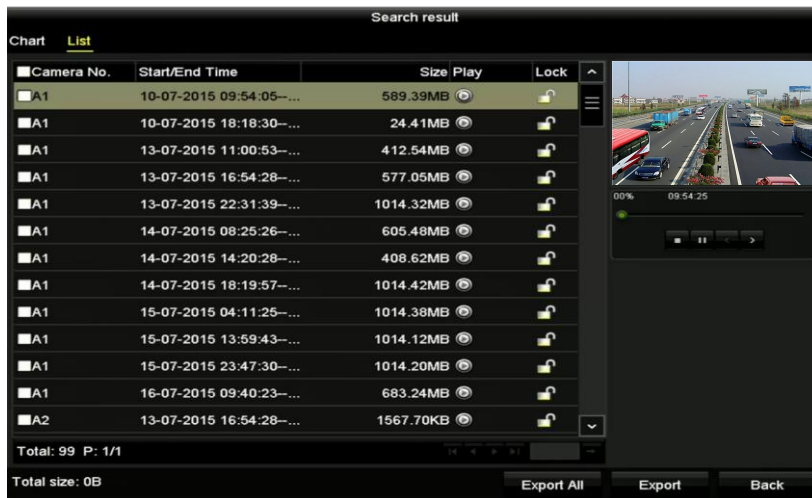 Search result
Chart List
Camera No. Start/End Time Size Play Lock
A1 10-07-2015 09:54:05--... 589.39MB
A1 10-07-2015 18:18:30--... 24.41MB
A1 13-07-2015 11:00:53--... 412.54MB
A1 13-07-2015 16:54:28--... 577.05MB
A1 13-07-2015 22:31:39--... 1014.32MB
A1 14-07-2015 08:25:26--... 605.48MB
A1 14-07-2015 14:20:28--... 408.62MB
A1 14-07-2015 18:19:57--... 1014.42MB
A1 15-07-2015 04:11:25--... 1014.38MB
A1 15-07-2015 13:59:43--... 1014.12MB
A1 15-07-2015 23:47:30--... 1014.20MB
A1 16-07-2015 09:40:23--... 683.24MB
A2 13-07-2015 16:54:28--... 1567.70KB
00% 09:54:25
Total: 99 P: 1/1
Total size: 0B
Export All Export Back